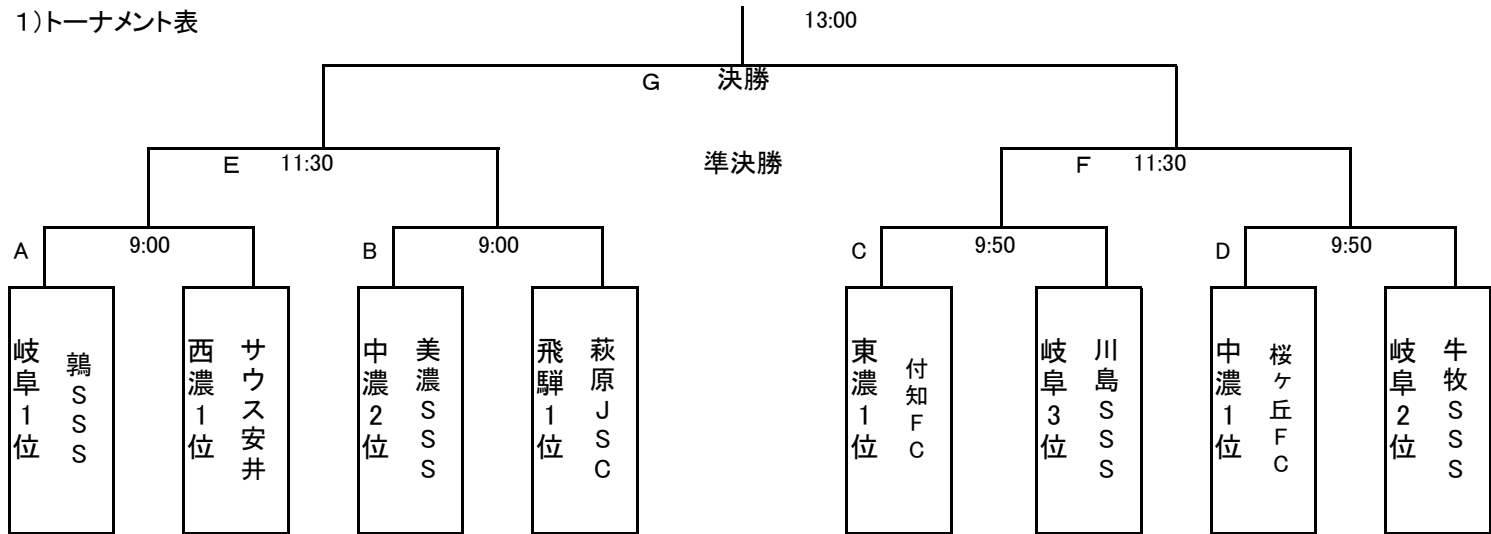 1)トーナメント表
13:00
G 決勝
E 11:30
準決勝
F 11:30
A 9:00
B 9:00
C 9:50
D 9:50
岐阜1位
鶉SSS
西濃1位
サウス安井
中濃2位
美濃SSS
飛騨1位
萩原JSC
東濃1位
付知FC
岐阜3位
川島SSS
中濃1位
桜ヶ丘FC
岐阜2位
牛牧SSS